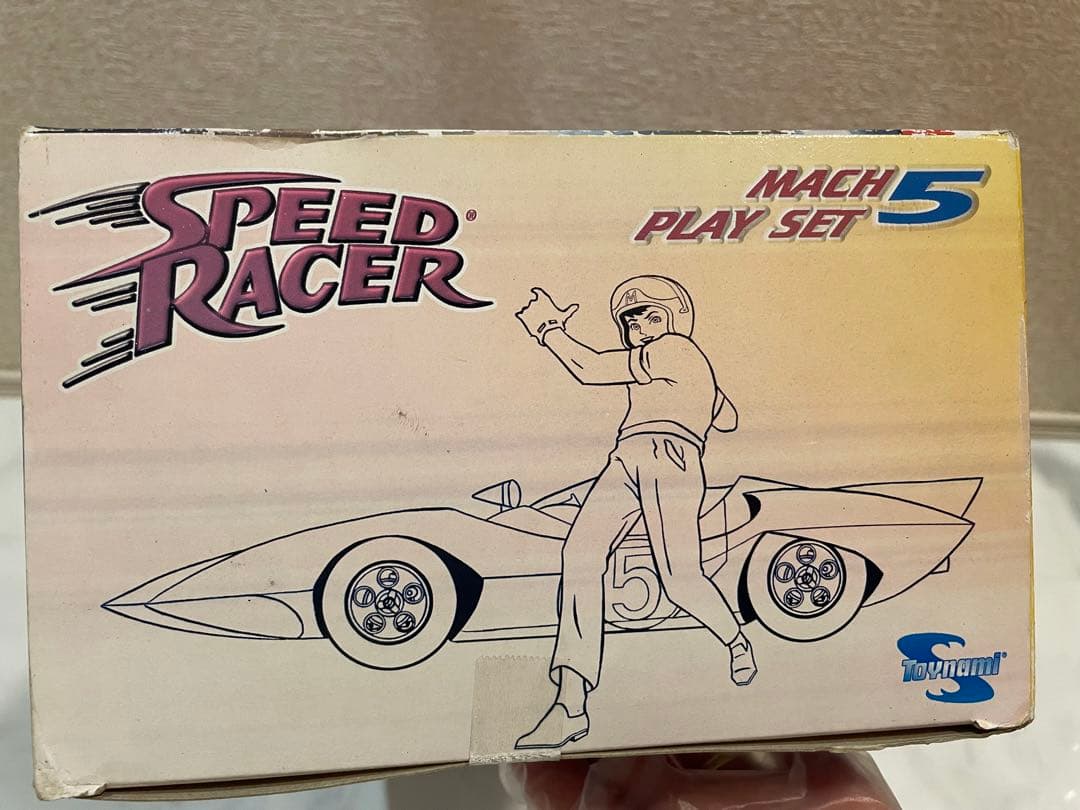 SPEED
RACER®
MACH 5
PLAY SET
M
5
Toynami®